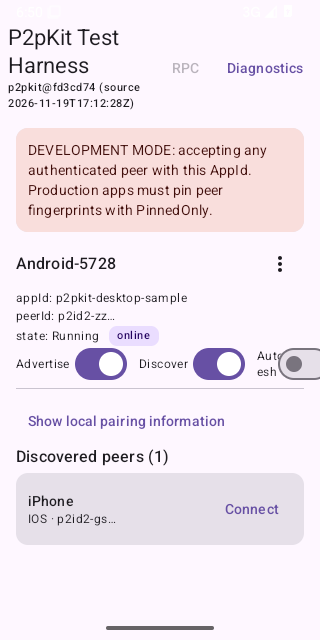 P2pKit Test
Harness
RPC
Diagnostics
p2pkit@fd3cd74 (source
2026-11-19T17:12:28Z)
DEVELOPMENT MODE: accepting any
authenticated peer with this AppId.
Production apps must pin peer
fingerprints with PinnedOnly.
Android-5728
appId: p2pkit-desktop-sample
peerId: p2id2-zz…
state: Running online
Advertise
Discover
Auto
esh
Show local pairing information
Discovered peers (1)
iPhone
IOS · p2id2-gs…
Connect